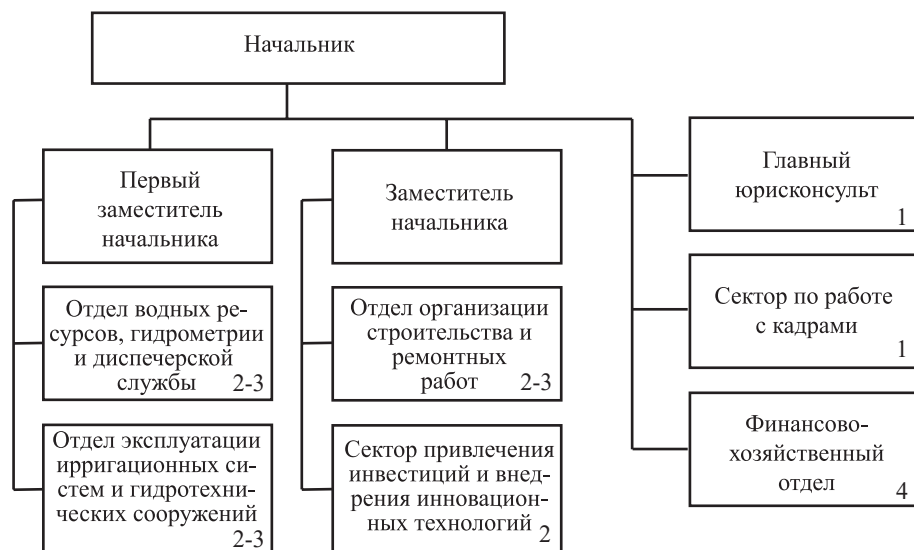 Начальник
Первый
заместитель
начальника
Заместитель
начальника
Главный
юрисконсульт
1
Отдел водных ре-
сурсов, гидрометрии
и диспечерской
службы 2-3
Отдел организации
строительства и
ремонтных
работ 2-3
Сектор по работе
с кадрами
1
Отдел эксплуатации
ирригационных си-
стем и гидротехни-
ческих сооружений
2-3
Сектор привлечения
инвестиций и внед-
рения инновацион-
ных технологий 2
Финансово-
хозяйственный
отдел 4